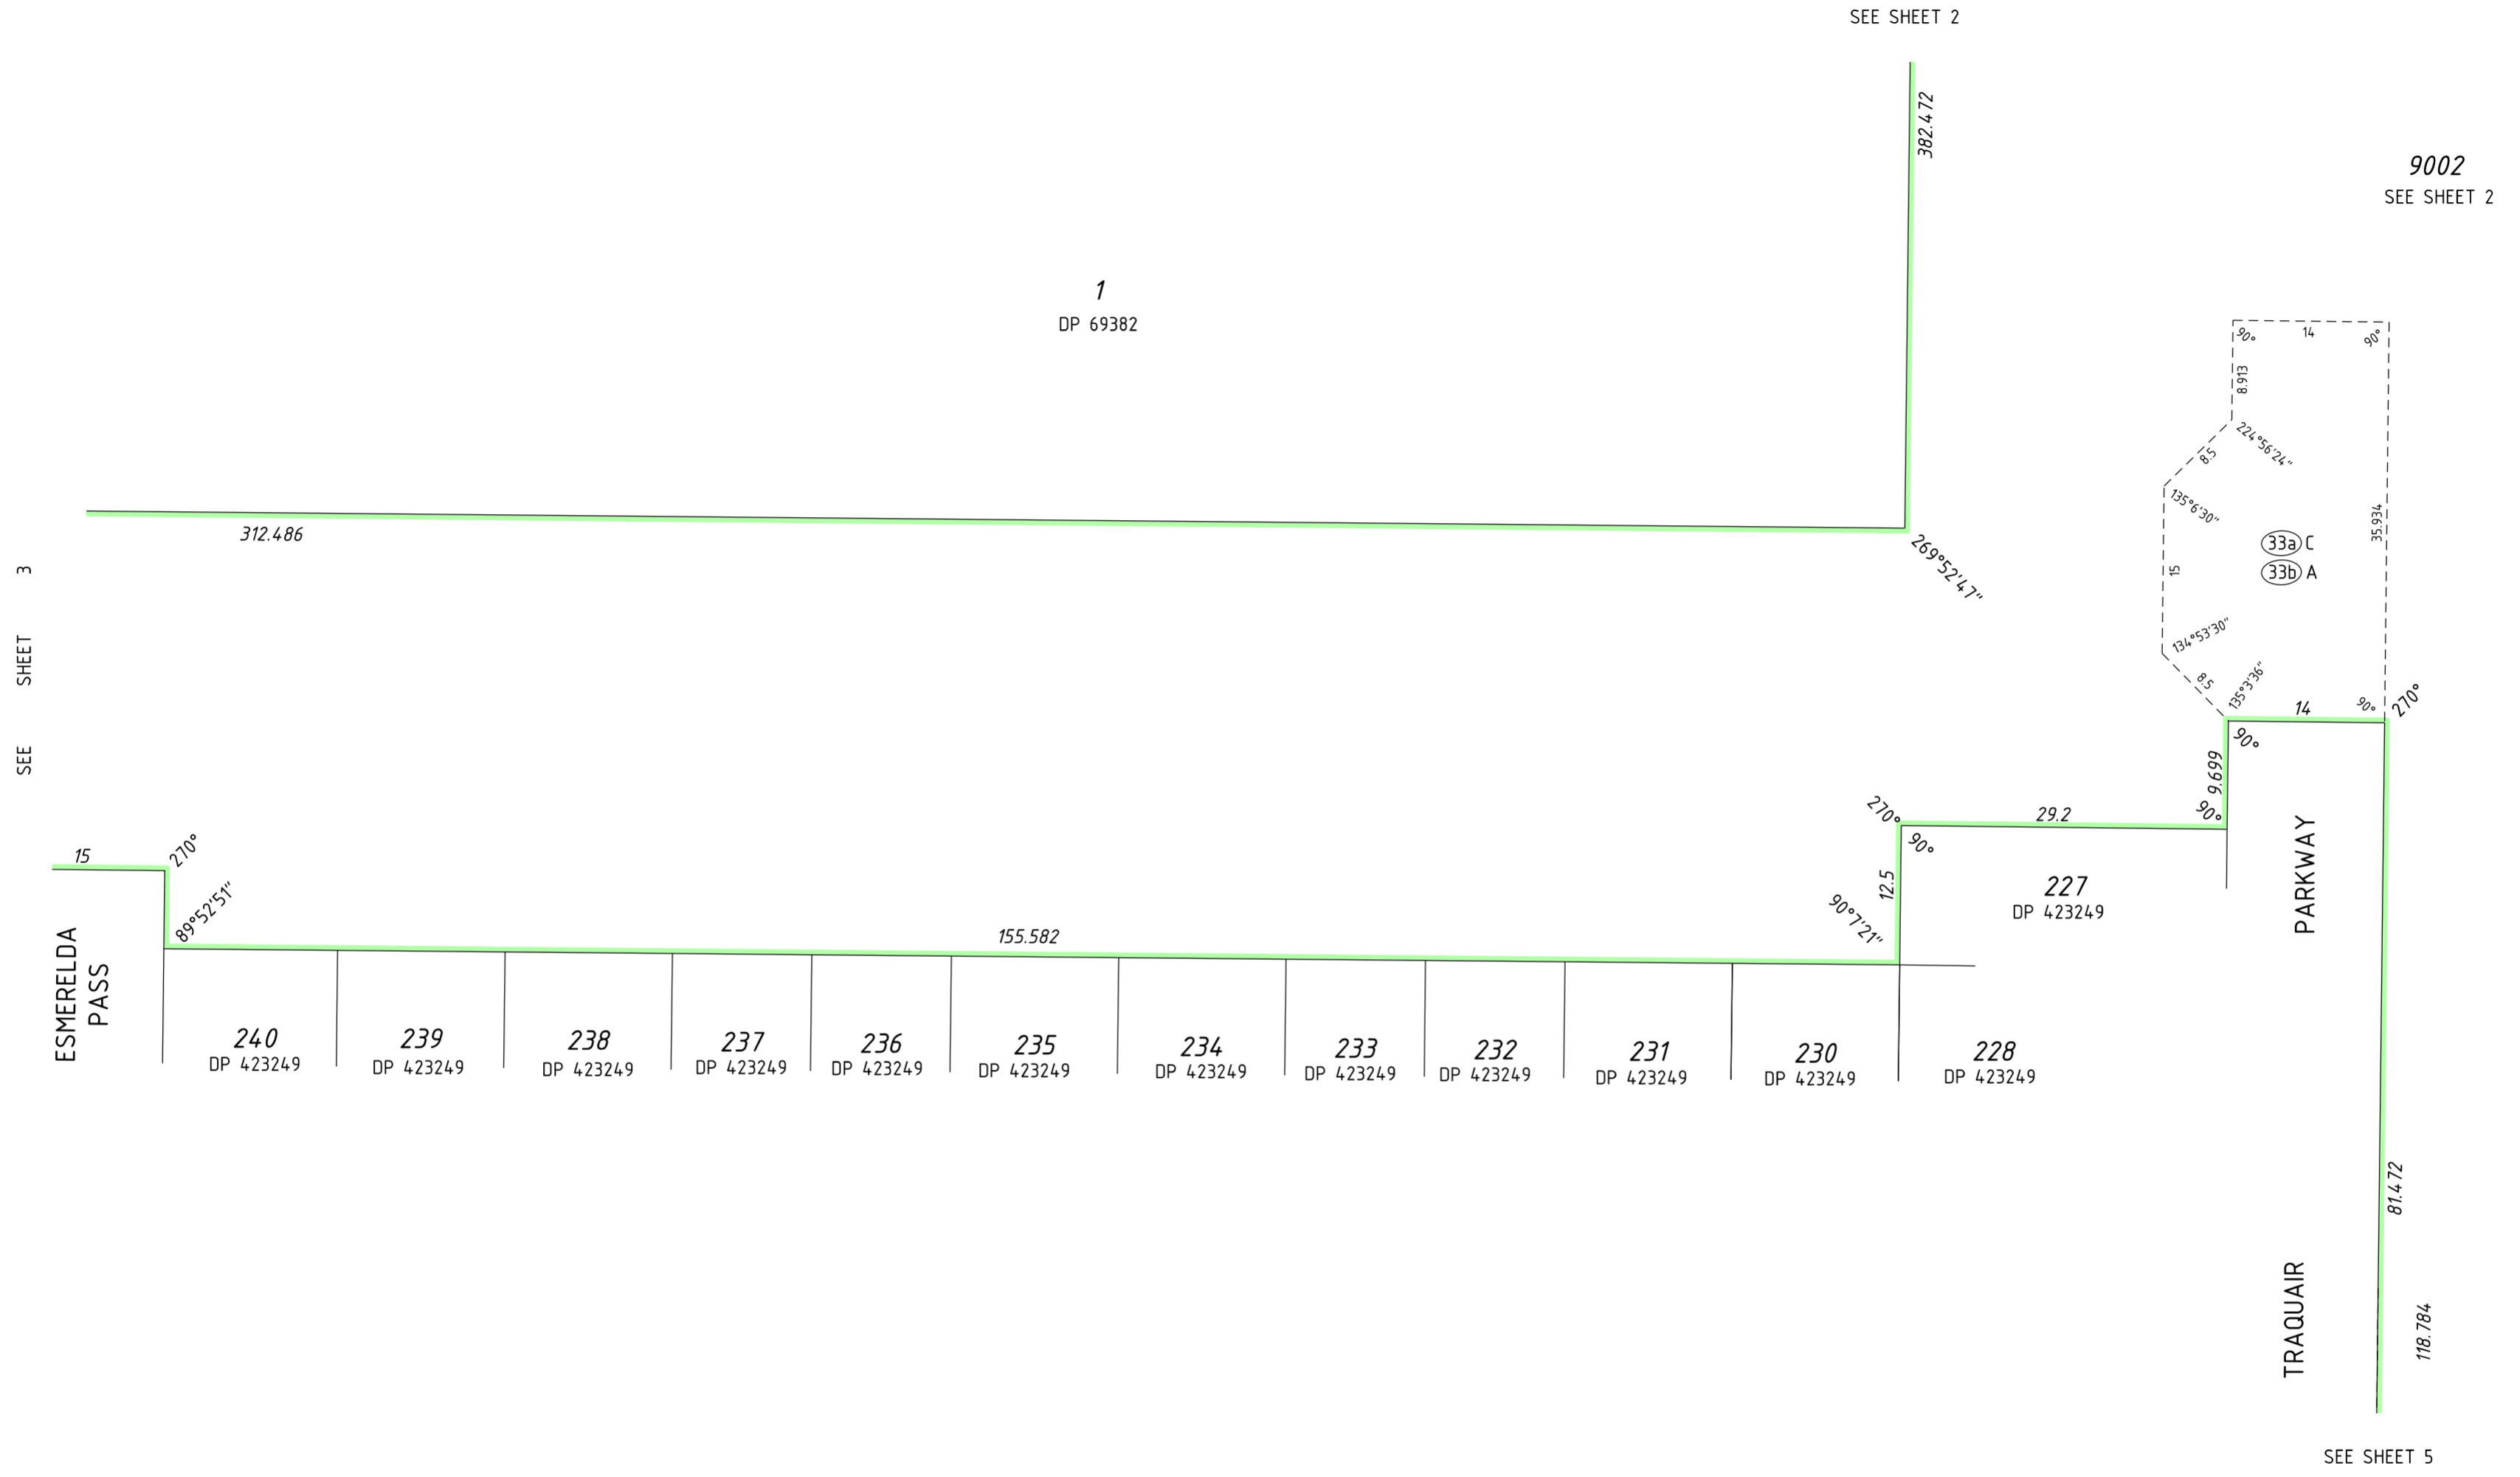 SEE SHEET 2
382.472
9002
SEE SHEET 2
1
DP 69382
90°
14
90°
8.913
224°56'24"
8.5
135°6'30"
35.934
312.486
269°52'47"
33a C
33b A
15
SEE SHEET 3
134°53'30"
8.5
135°3'36"
270°
14
90°
90°
9.699
270°
29.2
90°
90°
15
270°
12.5
227
DP 423249
PARKWAY
89°52'51"
90°7'21"
155.582
ESMERELDA
PASS
240
DP 423249
239
DP 423249
238
DP 423249
237
DP 423249
236
DP 423249
235
DP 423249
234
DP 423249
233
DP 423249
232
DP 423249
231
DP 423249
230
DP 423249
228
DP 423249
81.472
TRAQUAIR
118.784
SEE SHEET 5